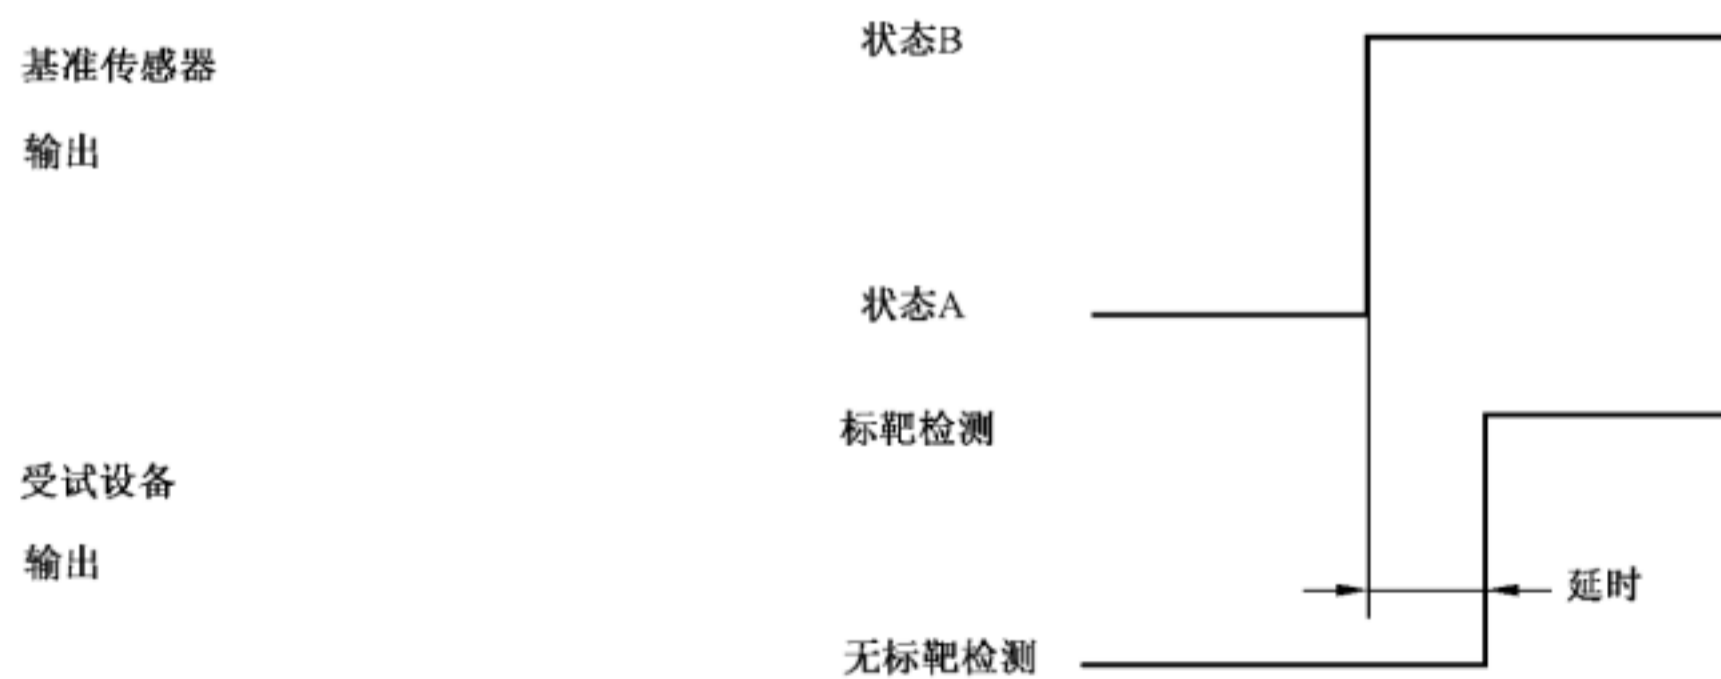 状态B
基准传感器
输出
状态A
标靶检测
受试设备
输出
延时
无标靶检测